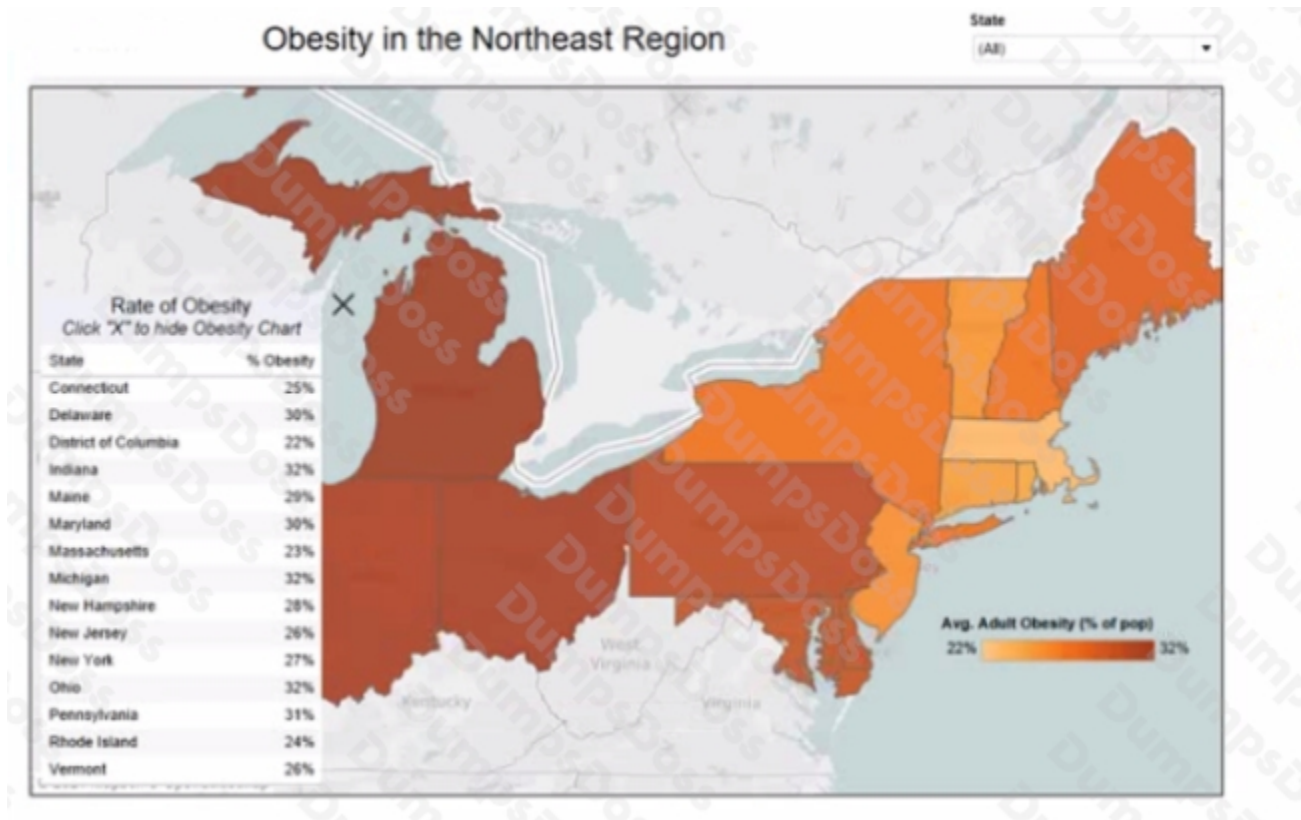 Obesity in the Northeast Region
State
(All)
Rate of Obesity
Click "X" to hide Obesity Chart
State % Obesity
Connecticut 25%
Delaware 30%
District of Columbia 22%
Indiana 32%
Maine 29%
Maryland 30%
Massachusetts 23%
Michigan 32%
New Hampshire 28%
New Jersey 26%
New York 27%
Ohio 32%
Pennsylvania 31%
Rhode Island 24%
Vermont 26%
West
Virginia
Kentucky
Virginia
Avg. Adult Obesity (% of pop)
22% 32%
DumpsDoss